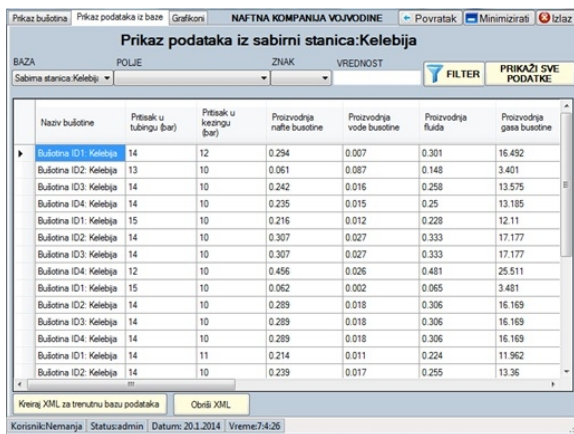 Prikaz bušotina Prikaz podataka iz baze Grafikoni NAFTNA KOMPANIJA VOJVODINE Povratak Minimizirati Izlaz
Prikaz podataka iz sabirni stanica:Kelebija
BAZA POLJE ZNAK VREDNOST
Sabirna stanica:Kelebija FILTER PRIKAŽI SVE PODATKE
Naziv bušotine Pritisak u tubingu (bar) Pritisak u kezingu (bar) Proizvodnja nafte busotine Proizvodnja vode busotine Proizvodnja fluida Proizvodnja gasa busotine
Bušotina ID1: Kelebija 14 12 0.294 0.007 0.301 16.492
Bušotina ID2: Kelebija 13 10 0.061 0.087 0.148 3.401
Bušotina ID3: Kelebija 14 10 0.242 0.016 0.258 13.575
Bušotina ID4: Kelebija 14 10 0.235 0.015 0.25 13.185
Bušotina ID1: Kelebija 15 10 0.216 0.012 0.228 12.11
Bušotina ID2: Kelebija 14 10 0.307 0.027 0.333 17.177
Bušotina ID3: Kelebija 14 10 0.307 0.027 0.333 17.177
Bušotina ID4: Kelebija 12 10 0.456 0.026 0.481 25.511
Bušotina ID1: Kelebija 15 10 0.062 0.002 0.065 3.481
Bušotina ID2: Kelebija 14 10 0.289 0.018 0.306 16.169
Bušotina ID3: Kelebija 14 10 0.289 0.018 0.306 16.169
Bušotina ID4: Kelebija 14 10 0.289 0.018 0.306 16.169
Bušotina ID1: Kelebija 14 11 0.214 0.011 0.224 11.962
Bušotina ID2: Kelebija 14 10 0.239 0.017 0.255 13.36
Kreiraj XML za trenutnu bazu podataka Obriši XML
Korisnik:Nemanja Status:admin Datum: 20.1.2014 Vreme:7:4:26